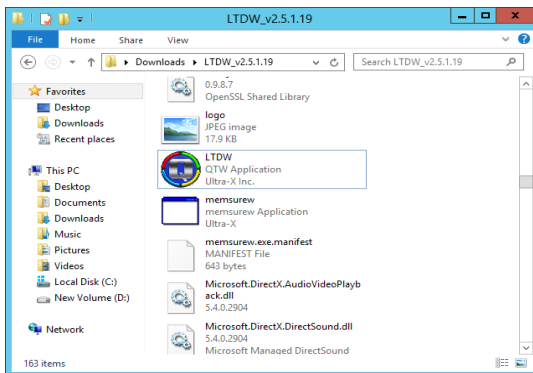 LTDW_v2.5.1.19
File Home Share View
Downloads LTDW_v2.5.1.19 Search LTDW_v2.5.1.19
Favorites
Desktop
Downloads
Recent places
This PC
Desktop
Documents
Downloads
Music
Pictures
Videos
Local Disk (C:)
New Volume (D:)
Network
0.9.8.7
OpenSSL Shared Library
logo
JPEG image
17.9 KB
LTDW
QTW Application
Ultra-X Inc.
memsurew
memsurew Application
Ultra-X
memsurew.exe.manifest
MANIFEST File
643 bytes
Microsoft.DirectX.AudioVideoPlayb
ack.dll
5.4.0.2904
Microsoft.DirectX.DirectSound.dll
5.4.0.2904
Microsoft Managed DirectSound
163 items